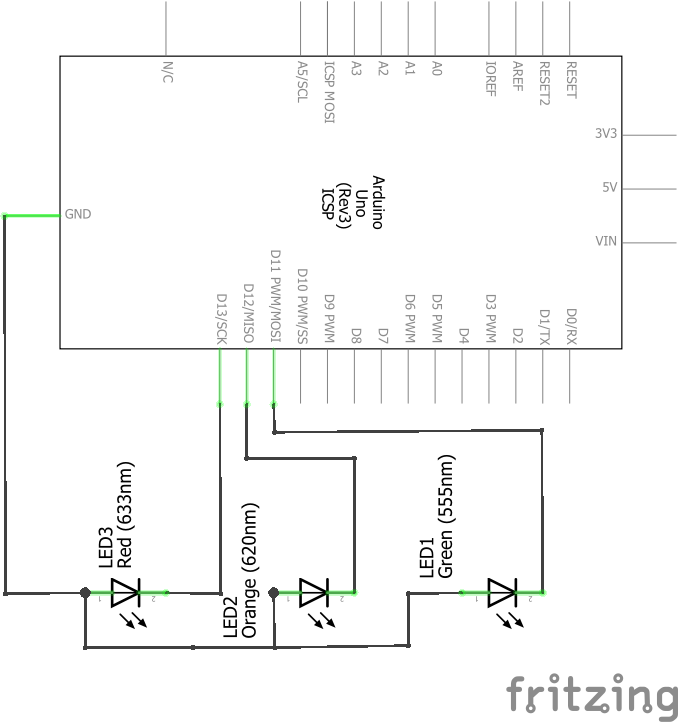 N/C
A5/SCL
ICSP MOSI
A3
A2
A1
A0
IOREF
AREF
RESET2
RESET
3V3
5V
VIN
GND
Arduino
Uno
(Rev3)
ICSP
D13/SCK
D12/MISO
D11 PWM/MOSI
D10 PWM/SS
D9 PWM
D8
D7
D6 PWM
D5 PWM
D4
D3 PWM
D2
D1/TX
D0/RX
LED3
Red (633nm)
1
2
LED2
Orange (620nm)
1
2
LED1
Green (555nm)
1
2
fritzing